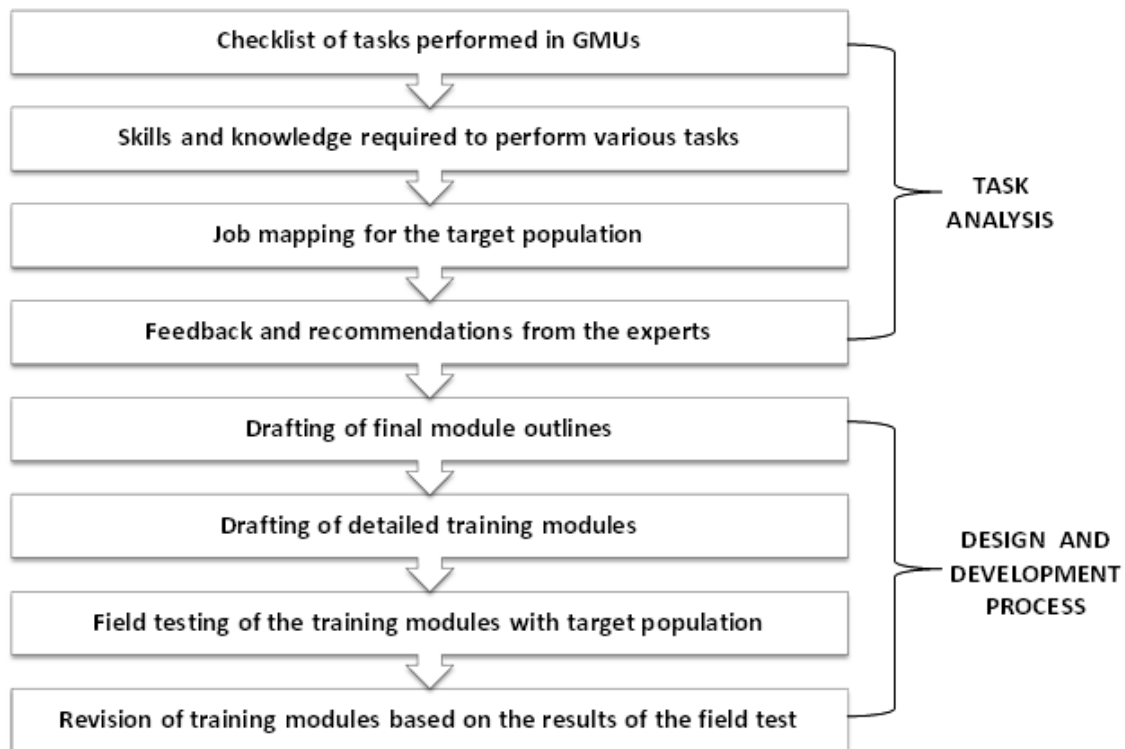 Checklist of tasks performed in GMUs
Skills and knowledge required to perform various tasks
Job mapping for the target population
Feedback and recommendations from the experts
TASK
ANALYSIS
Drafting of final module outlines
Drafting of detailed training modules
Field testing of the training modules with target population
Revision of training modules based on the results of the field test
DESIGN AND
DEVELOPMENT
PROCESS